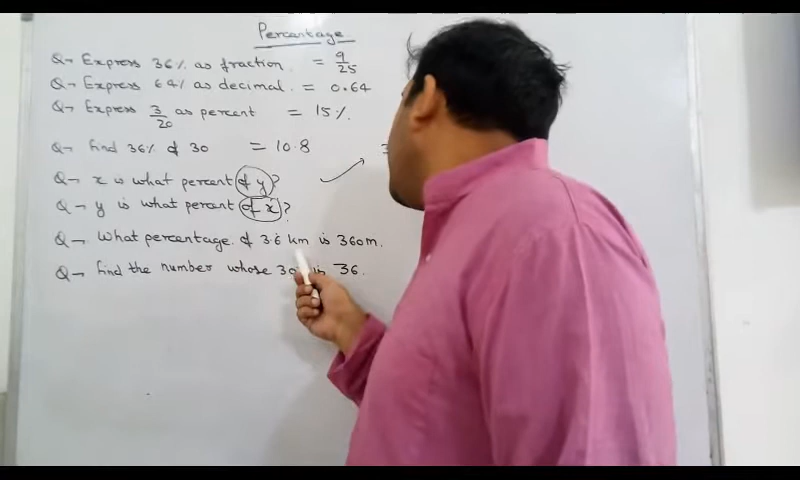 Percentage
Q→ Express 36% as fraction. = 9/25
Q→ Express 64% as decimal. = 0.64
Q→ Express 3/20 as percent = 15%.
Q→ Find 36% of 30 = 10.8
Q→ x is what percent of y?
Q→ y is what percent of x?
Q→ What percentage of 3.6 km is 360m.
Q→ Find the number whose is 36.